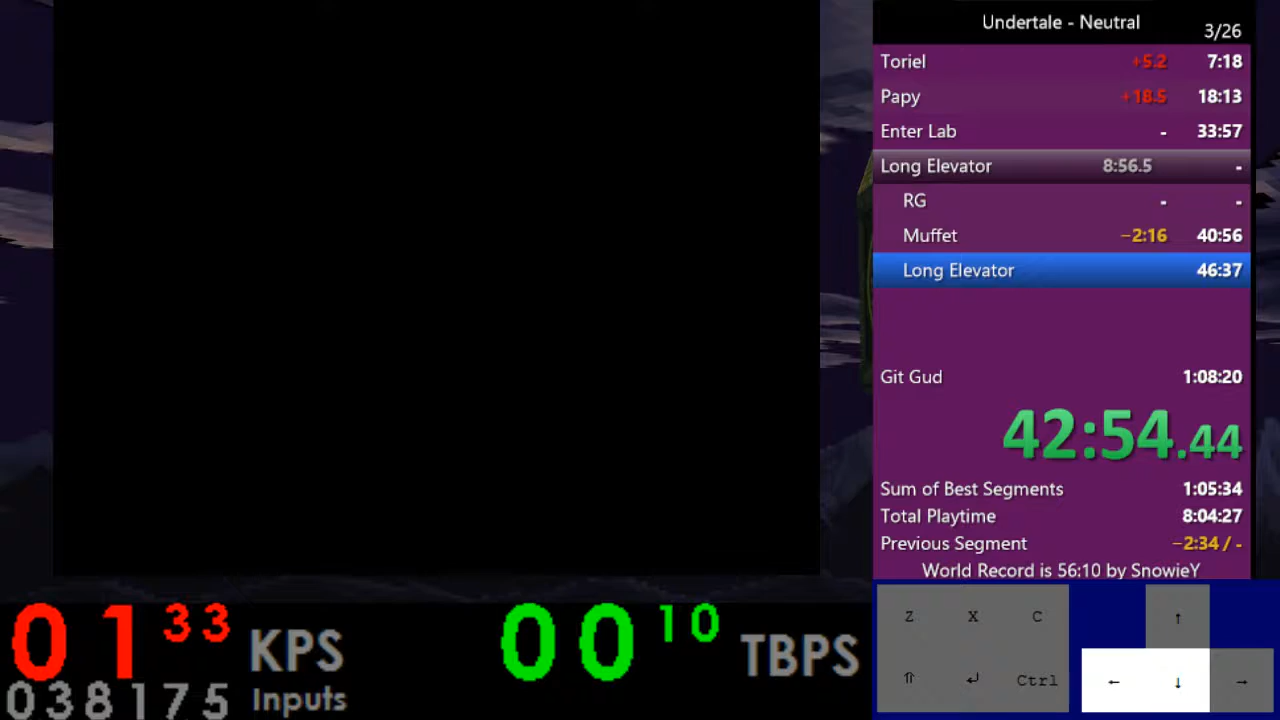 Undertale - Neutral
3/26
Toriel +5.2 7:18
Papy +18.5 18:13
Enter Lab - 33:57
Long Elevator 8:56.5 -
RG - -
Muffet −2:16 40:56
Long Elevator 46:37
Git Gud 1:08:20
42:54.44
Sum of Best Segments 1:05:34
Total Playtime 8:04:27
Previous Segment −2:34 / -
World Record is 56:10 by SnowieY
01 33 KPS 00 10 TBPS
038175 Inputs
Z X C ↑
⇧ ↵ Ctrl ← ↓ →